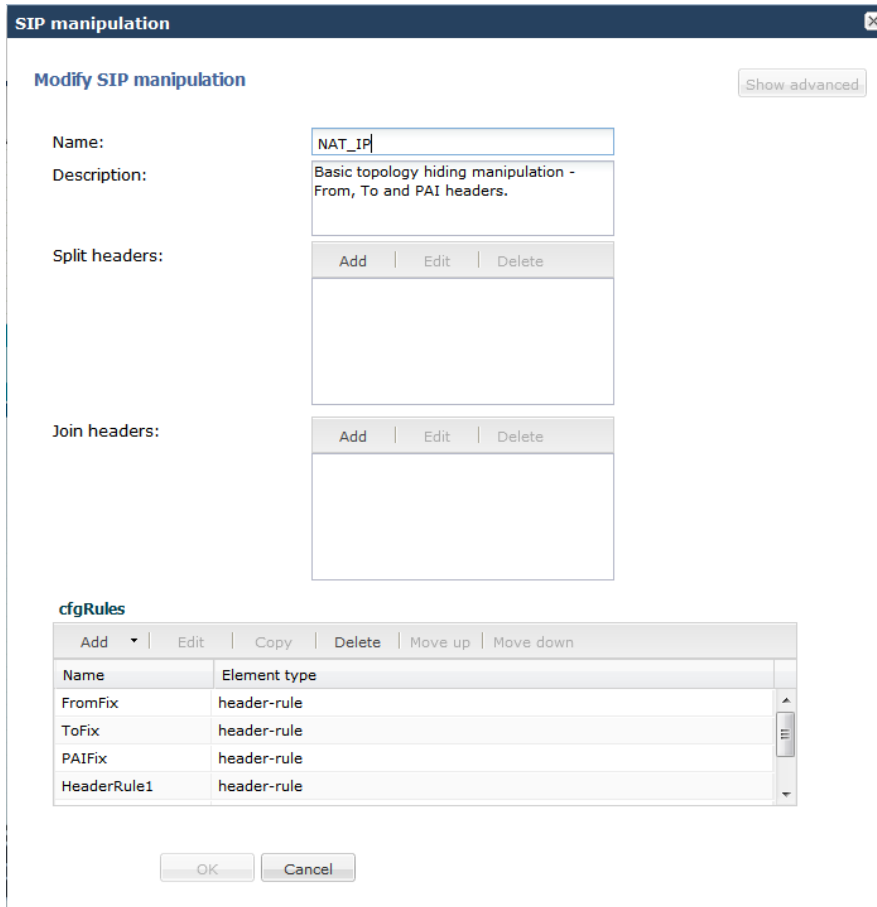 SIP manipulation
Modify SIP manipulation
Show advanced
Name:
NAT_IP
Description:
Basic topology hiding manipulation -
From, To and PAI headers.
Split headers:
Add Edit Delete
Join headers:
Add Edit Delete
cfgRules
Add Edit Copy Delete Move up Move down
Name Element type
FromFix header-rule
ToFix header-rule
PAIFix header-rule
HeaderRule1 header-rule
OK Cancel